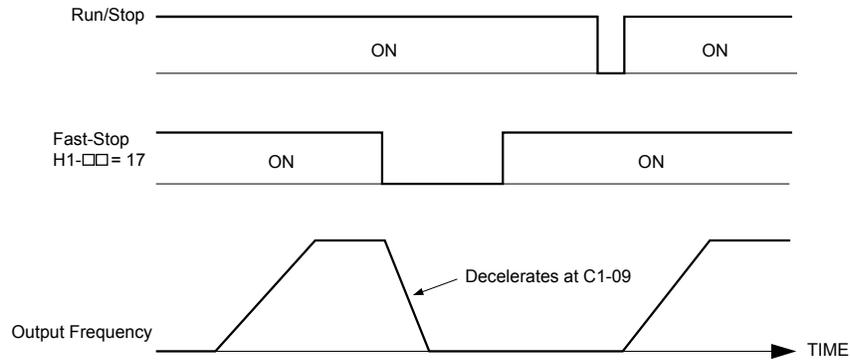 Run/Stop
ON
ON
Fast-Stop
H1-□□= 17
ON
ON
Decelerates at C1-09
Output Frequency
TIME